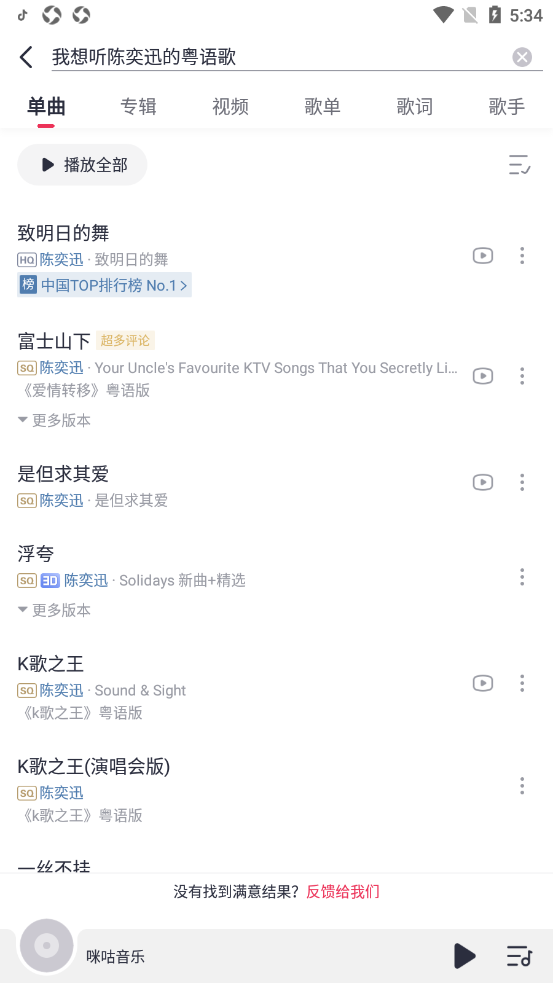 5:34
我想听陈奕迅的粤语歌
单曲 专辑 视频 歌单 歌词 歌手
播放全部
致明日的舞
HQ 陈奕迅 · 致明日的舞
榜 中国TOP排行榜 No.1
富士山下 超多评论
SQ 陈奕迅 · Your Uncle's Favourite KTV Songs That You Secretly Li...
《爱情转移》粤语版
更多版本
是但求其爱
SQ 陈奕迅 · 是但求其爱
浮夸
SQ 3D 陈奕迅 · Solidays 新曲+精选
更多版本
K歌之王
SQ 陈奕迅 · Sound & Sight
《k歌之王》粤语版
K歌之王(演唱会版)
SQ 陈奕迅
《k歌之王》粤语版
一丝不挂
没有找到满意结果？反馈给我们
咪咕音乐